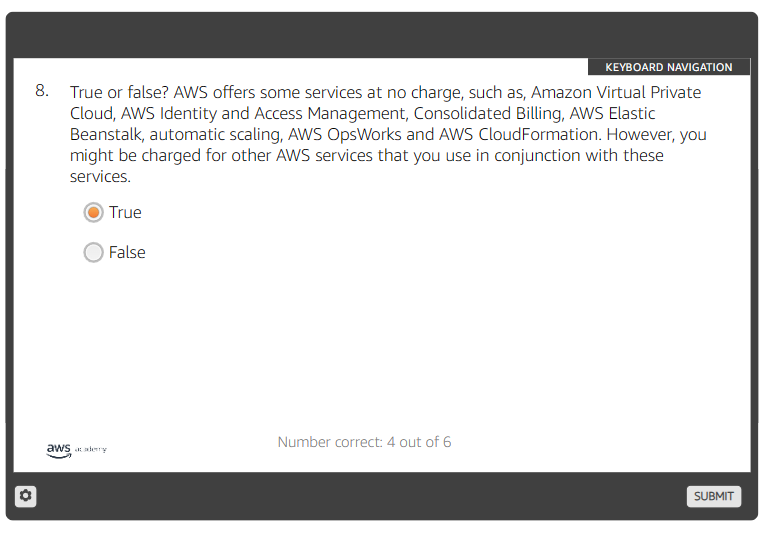 KEYBOARD NAVIGATION
8. True or false? AWS offers some services at no charge, such as, Amazon Virtual Private
Cloud, AWS Identity and Access Management, Consolidated Billing, AWS Elastic
Beanstalk, automatic scaling, AWS OpsWorks and AWS CloudFormation. However, you
might be charged for other AWS services that you use in conjunction with these
services.
True
False
Number correct: 4 out of 6
aws academy
SUBMIT